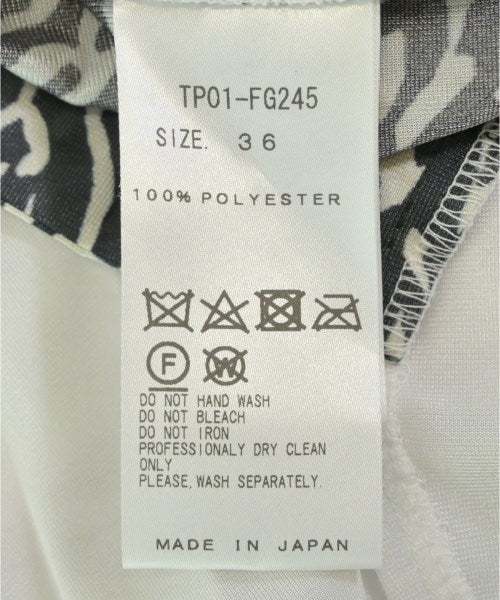 TP01-FG245
SIZE. 36
100% POLYESTER
F W
DO NOT HAND WASH
DO NOT BLEACH
DO NOT IRON
PROFESSIONALY DRY CLEAN
ONLY
PLEASE, WASH SEPARATELY.
MADE IN JAPAN